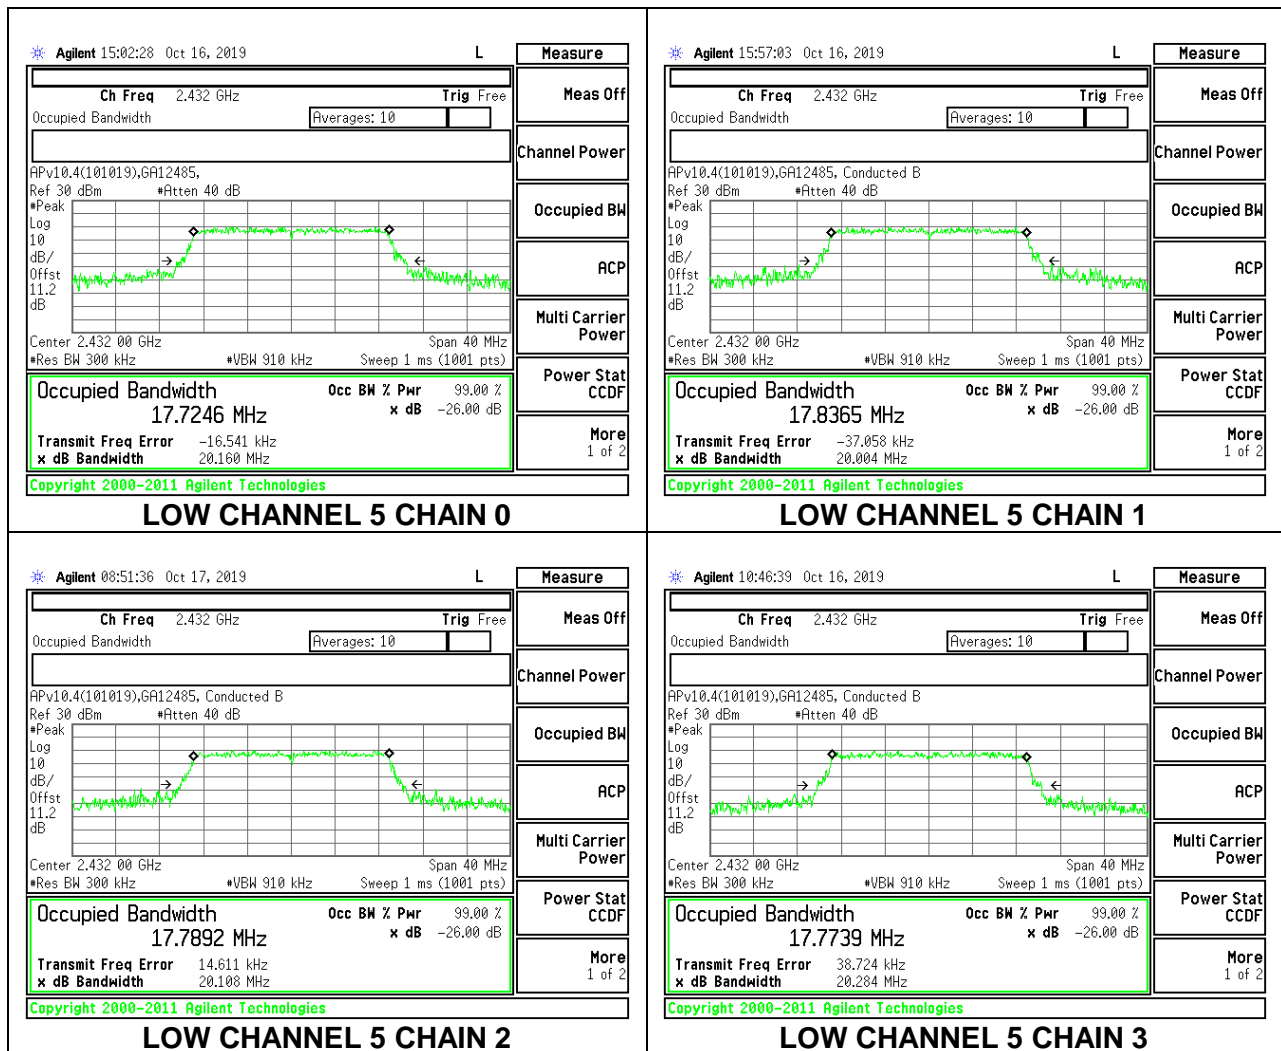 Agilent 15:02:28 Oct 16, 2019 L
Measure
Ch Freq 2.432 GHz Trig Free
Occupied Bandwidth Averages: 10
APv10.4(101019),GA12485,
Ref 30 dBm #Atten 40 dB
#Peak
Log
10
dB/
Offst
11.2
dB
Center 2.432 00 GHz Span 40 MHz
#Res BW 300 kHz #VBW 910 kHz Sweep 1 ms (1001 pts)
Occupied Bandwidth Occ BW % Pwr 99.00 %
17.7246 MHz x dB -26.00 dB
Transmit Freq Error -16.541 kHz
x dB Bandwidth 20.160 MHz
Copyright 2000-2011 Agilent Technologies
Meas Off
Channel Power
Occupied BW
ACP
Multi Carrier
Power
Power Stat
CCDF
More
1 of 2
LOW CHANNEL 5 CHAIN 0
Agilent 15:57:03 Oct 16, 2019 L
Measure
Ch Freq 2.432 GHz Trig Free
Occupied Bandwidth Averages: 10
APv10.4(101019),GA12485, Conducted B
Ref 30 dBm #Atten 40 dB
#Peak
Log
10
dB/
Offst
11.2
dB
Center 2.432 00 GHz Span 40 MHz
#Res BW 300 kHz #VBW 910 kHz Sweep 1 ms (1001 pts)
Occupied Bandwidth Occ BW % Pwr 99.00 %
17.8365 MHz x dB -26.00 dB
Transmit Freq Error -37.058 kHz
x dB Bandwidth 20.004 MHz
Copyright 2000-2011 Agilent Technologies
Meas Off
Channel Power
Occupied BW
ACP
Multi Carrier
Power
Power Stat
CCDF
More
1 of 2
LOW CHANNEL 5 CHAIN 1
Agilent 08:51:36 Oct 17, 2019 L
Measure
Ch Freq 2.432 GHz Trig Free
Occupied Bandwidth Averages: 10
APv10.4(101019),GA12485, Conducted B
Ref 30 dBm #Atten 40 dB
#Peak
Log
10
dB/
Offst
11.2
dB
Center 2.432 00 GHz Span 40 MHz
#Res BW 300 kHz #VBW 910 kHz Sweep 1 ms (1001 pts)
Occupied Bandwidth Occ BW % Pwr 99.00 %
17.7892 MHz x dB -26.00 dB
Transmit Freq Error 14.611 kHz
x dB Bandwidth 20.108 MHz
Copyright 2000-2011 Agilent Technologies
Meas Off
Channel Power
Occupied BW
ACP
Multi Carrier
Power
Power Stat
CCDF
More
1 of 2
LOW CHANNEL 5 CHAIN 2
Agilent 10:46:39 Oct 16, 2019 L
Measure
Ch Freq 2.432 GHz Trig Free
Occupied Bandwidth Averages: 10
APv10.4(101019),GA12485, Conducted B
Ref 30 dBm #Atten 40 dB
#Peak
Log
10
dB/
Offst
11.2
dB
Center 2.432 00 GHz Span 40 MHz
#Res BW 300 kHz #VBW 910 kHz Sweep 1 ms (1001 pts)
Occupied Bandwidth Occ BW % Pwr 99.00 %
17.7739 MHz x dB -26.00 dB
Transmit Freq Error 38.724 kHz
x dB Bandwidth 20.284 MHz
Copyright 2000-2011 Agilent Technologies
Meas Off
Channel Power
Occupied BW
ACP
Multi Carrier
Power
Power Stat
CCDF
More
1 of 2
LOW CHANNEL 5 CHAIN 3